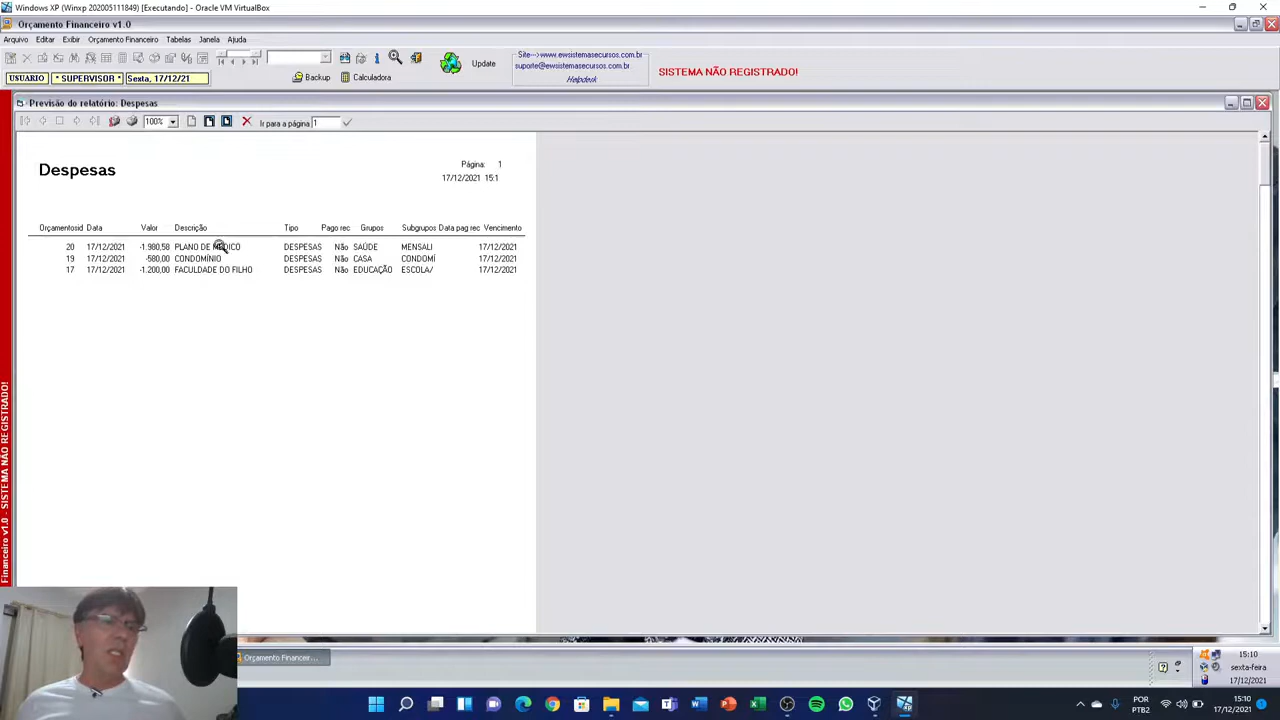 Windows XP (Winxp 202005111849) [Executando] - Oracle VM VirtualBox
Orçamento Financeiro v1.0
Arquivo Editar Exibir Orçamento Financeiro Tabelas Janela Ajuda
Update
Site--->www.ewsistemasecursos.com.br
suporte@ewsistemasecursos.com.br
Helpdesk
SISTEMA NÃO REGISTRADO!
USUARIO * SUPERVISOR * Sexta, 17/12/21 Backup Calculadora
Previsão do relatório: Despesas
100% Ir para a página 1
Despesas
Página: 1
17/12/2021 15:1
Orçamentosid Data Valor Descrição Tipo Pago rec Grupos Subgrupos Data pag rec Vencimento
20 17/12/2021 -1.980,58 PLANO DE MÉDICO DESPESAS Não SAÚDE MENSALI 17/12/2021
19 17/12/2021 -580,00 CONDOMÍNIO DESPESAS Não CASA CONDOMÍ 17/12/2021
17 17/12/2021 -1.200,00 FACULDADE DO FILHO DESPESAS Não EDUCAÇÃO ESCOLA/ 17/12/2021
Financeiro v1.0 - SISTEMA NÃO REGISTRADO!
Orçamento Financeir...
15:10
sexta-feira
17/12/2021
POR
PTB2
15:10
17/12/2021